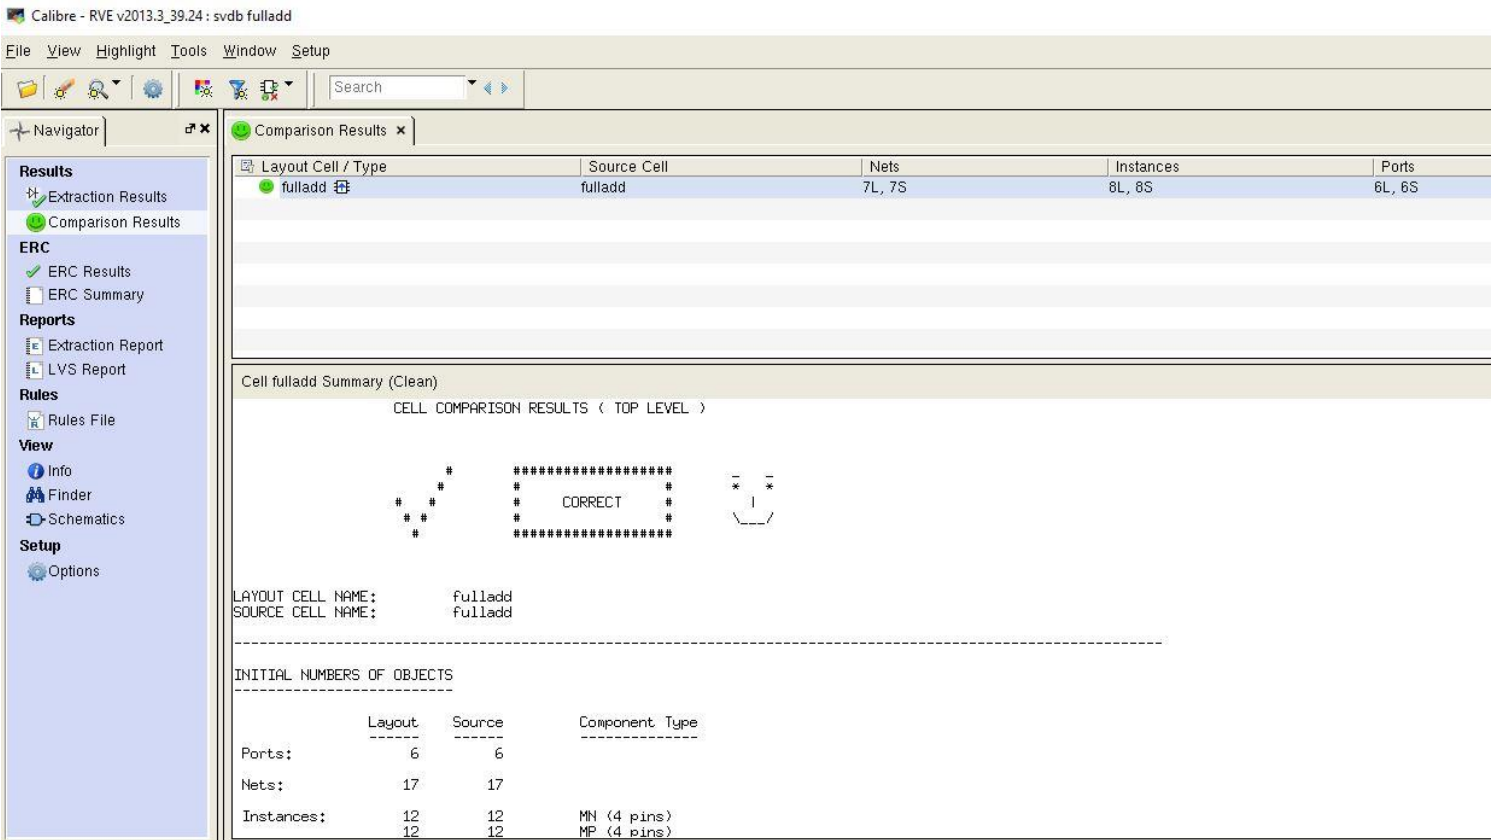 Calibre - RVE v2013.3_39.24 : svdb fulladd
File View Highlight Tools Window Setup
Search
Navigator
Results
Extraction Results
Comparison Results
ERC
ERC Results
ERC Summary
Reports
Extraction Report
LVS Report
Rules
Rules File
View
Info
Finder
Schematics
Setup
Options
Comparison Results
Layout Cell / Type Source Cell Nets Instances Ports
fulladd fulladd 7L, 7S 8L, 8S 6L, 6S
Cell fulladd Summary (Clean)
CELL COMPARISON RESULTS ( TOP LEVEL )
CORRECT
LAYOUT CELL NAME: fulladd
SOURCE CELL NAME: fulladd
INITIAL NUMBERS OF OBJECTS
Layout Source Component Type
Ports: 6 6
Nets: 17 17
Instances: 12 12 MN (4 pins)
12 12 MP (4 pins)